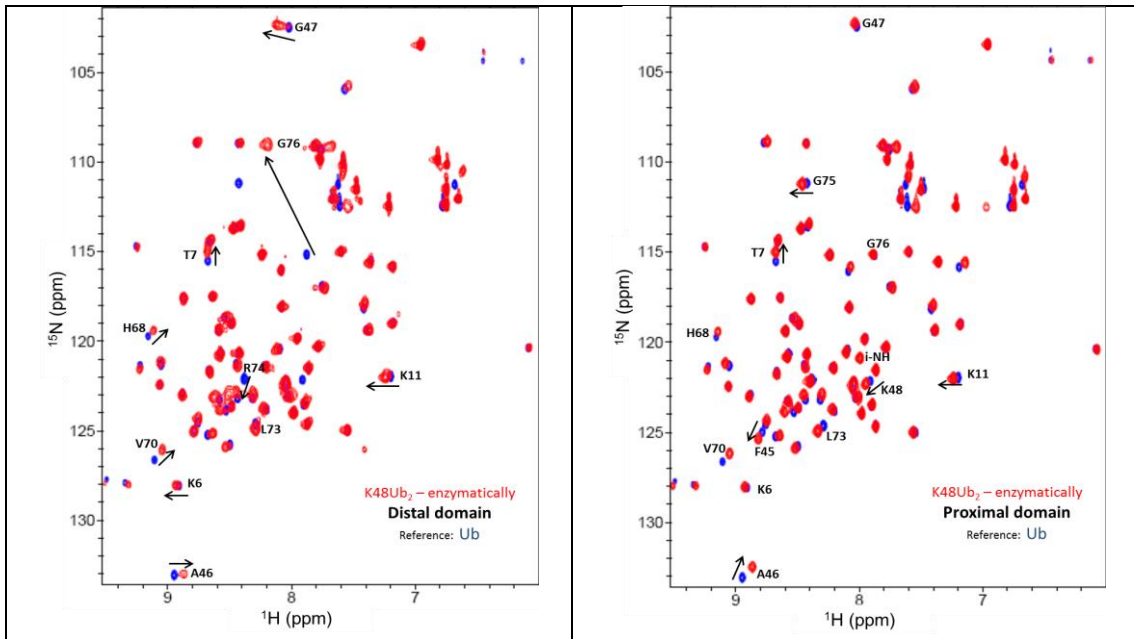 G47
105
G76
110
T7
115
H68
120
R74
K11
L73
V70
125
K6
K48Ub₂ – enzymatically
Distal domain
Reference: Ub
130
A46
9 8 7
¹H (ppm)
¹⁵N (ppm)
G47
105
110
G75
T7
G76
115
H68
i-NH
120
K11
K48
L73
V70
F45
125
K6
K48Ub₂ – enzymatically
Proximal domain
Reference: Ub
130
A46
9 8 7
¹H (ppm)
¹⁵N (ppm)